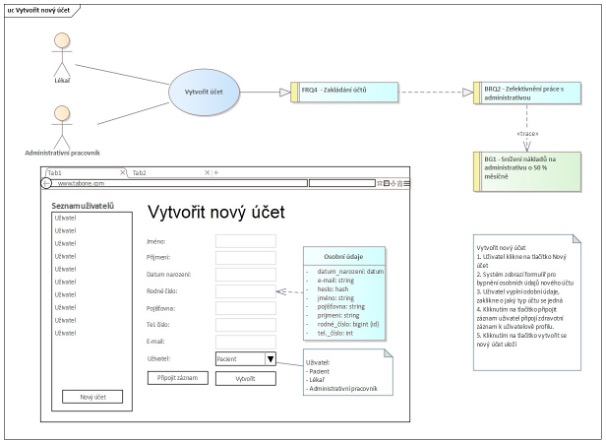 uc Vytvořit nový účet
Lékař
Administrativní pracovník
Vytvořit účet
FRQ4 - Zakládání účtů
BRQ2 - Zefektivnění práce s
administrativou
«trace»
BG1 - Snížení nákladů na
administrativu o 50 %
měsíčně
Tab1
Tab2
Seznam uživatelů
Uživatel
Uživatel
Uživatel
Uživatel
Uživatel
Uživatel
Uživatel
Uživatel
Uživatel
Uživatel
Nový účet
Vytvořit nový účet
Jméno:
Příjmení:
Datum narození:
Rodné číslo:
Pojišťovna:
Tel. číslo:
E-mail:
Uživatel:
Pacient
Připojit záznam
Vytvořit
Osobní údaje
- datum_narození: datum
- e-mail: string
- heslo: hash
- jméno: string
- pojišťovna: string
- příjmení: string
- rodné_číslo: bigint {id}
- tel._číslo: int
Uživatel:
- Pacient
- Lékař
- Administrativní pracovník
Vytvořit nový účet
1. Uživatel klikne na tlačítko Nový
účet
2. Systém zobrazí formulář pro
vyplnění osobních údajů nového účtu
3. Uživatel vyplní osobní údaje,
zaklikne o jaký typ účtu se jedná
4. Kliknutím na tlačítko připojit
záznam uživatel připojí zdravotní
záznam k uživatelově profilu.
5. Kliknutím na tlačítko vytvořit se
nový účet uloží